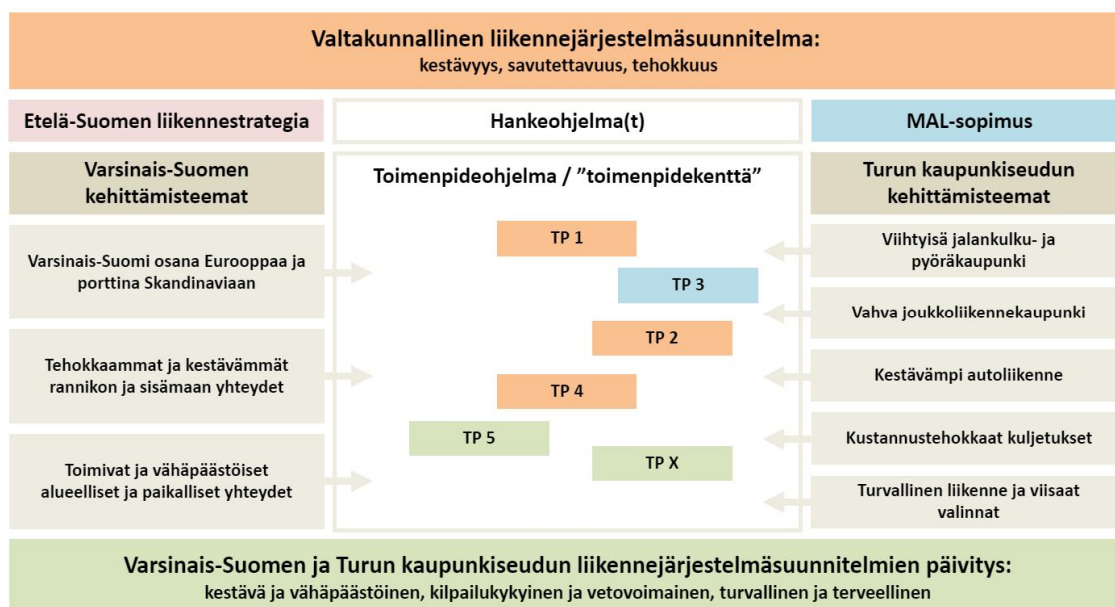 Valtakunnallinen liikennejärjestelmäsuunnitelma:
kestävyys, savutettavuus, tehokkuus
Etelä-Suomen liikennestrategia
Hankeohjelma(t)
MAL-sopimus
Varsinais-Suomen
kehittämisteemat
Varsinais-Suomi osana Eurooppaa ja
porttina Skandinaviaan
Tehokkaammat ja kestävämmät
rannikon ja sisämaan yhteydet
Toimivat ja vähäpäästöiset
alueelliset ja paikalliset yhteydet
Toimenpideohjelma / ”toimenpidekenttä”
TP 1
TP 3
TP 2
TP 4
TP 5
TP X
Turun kaupunkiseudun
kehittämisteemat
Viihtyisä jalankulku- ja
pyöräkaupunki
Vahva joukkoliikennekaupunki
Kestävämpi autoliikenne
Kustannustehokkaat kuljetukset
Turvallinen liikenne ja viisaat
valinnat
Varsinais-Suomen ja Turun kaupunkiseudun liikennejärjestelmäsuunnitelmien päivitys:
kestävä ja vähäpäästöinen, kilpailukykyinen ja vetovoimainen, turvallinen ja terveellinen